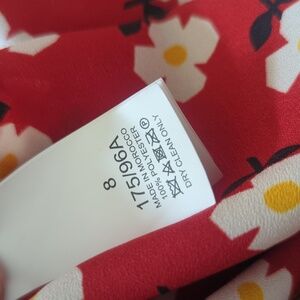 8
175/96A
MADE IN MOROCCO
100% POLYESTER
P
DRY CLEAN ONLY